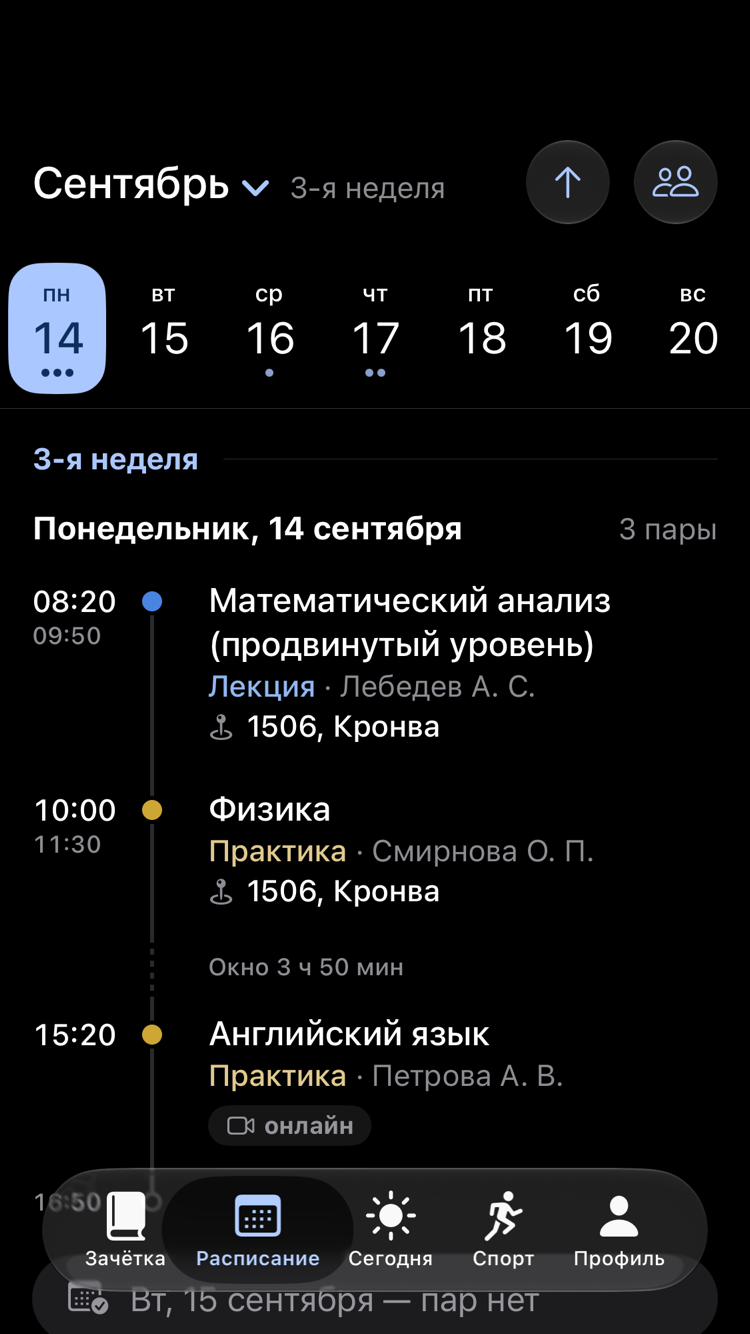 Сентябрь 3-я неделя
пн вт ср чт пт сб вс
14 15 16 17 18 19 20
3-я неделя
Понедельник, 14 сентября 3 пары
08:20 Математический анализ
09:50 (продвинутый уровень)
Лекция · Лебедев А. С.
1506, Кронва
10:00 Физика
11:30
Практика · Смирнова О. П.
1506, Кронва
Окно 3 ч 50 мин
15:20 Английский язык
Практика · Петрова А. В.
онлайн
16:50
Зачётка Расписание Сегодня Спорт Профиль
Вт, 15 сентября — пар нет